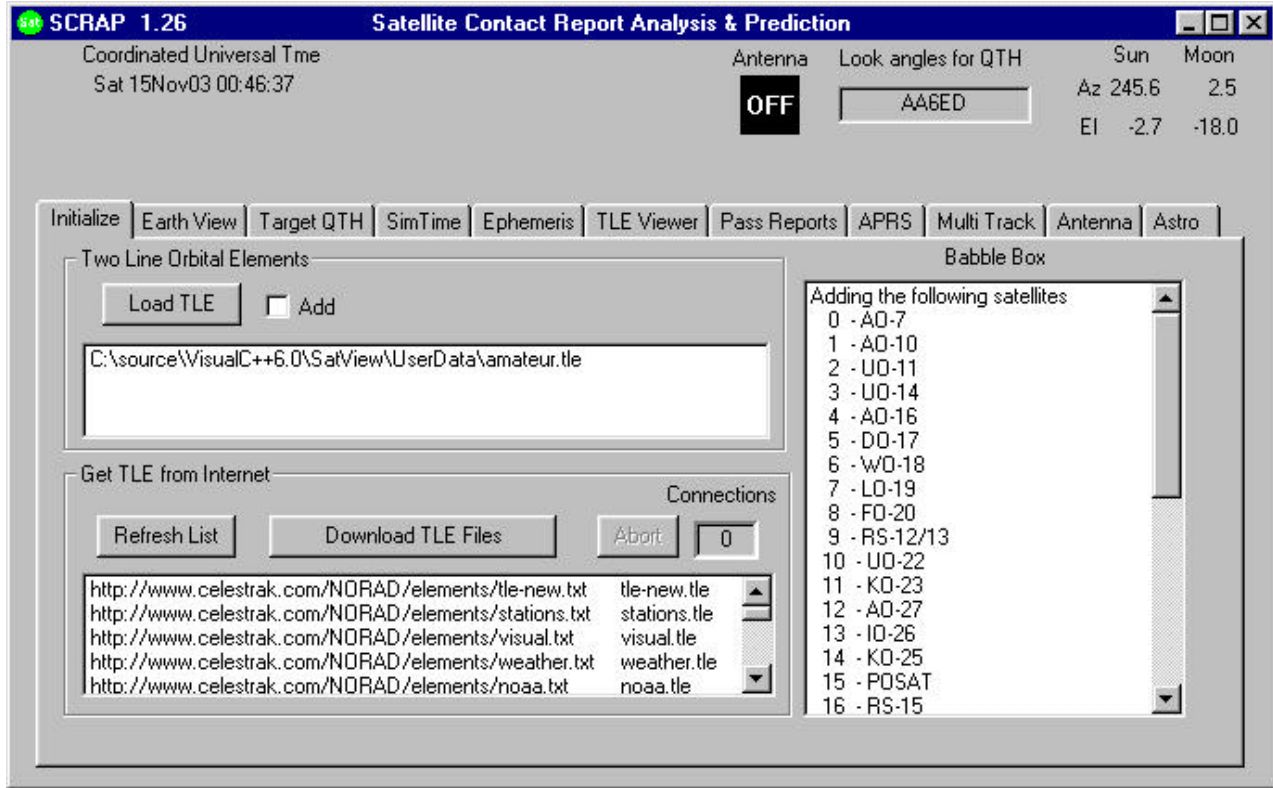 Sat SCRAP 1.26 Satellite Contact Report Analysis & Prediction
Coordinated Universal Tme
Sat 15Nov03 00:46:37
Antenna
OFF
Look angles for QTH
AA6ED
Sun Moon
Az 245.6 2.5
El -2.7 -18.0
Initialize Earth View Target QTH SimTime Ephemeris TLE Viewer Pass Reports APRS Multi Track Antenna Astro
Two Line Orbital Elements
Load TLE Add
C:\source\VisualC++6.0\SatView\UserData\amateur.tle
Get TLE from Internet
Connections
Refresh List Download TLE Files Abort 0
http://www.celestrak.com/NORAD/elements/tle-new.txt tle-new.tle
http://www.celestrak.com/NORAD/elements/stations.txt stations.tle
http://www.celestrak.com/NORAD/elements/visual.txt visual.tle
http://www.celestrak.com/NORAD/elements/weather.txt weather.tle
http://www.celestrak.com/NORAD/elements/noaa.txt noaa.tle
Babble Box
Adding the following satellites
0 - AO-7
1 - AO-10
2 - UO-11
3 - UO-14
4 - AO-16
5 - DO-17
6 - WO-18
7 - LO-19
8 - FO-20
9 - RS-12/13
10 - UO-22
11 - KO-23
12 - AO-27
13 - IO-26
14 - KO-25
15 - POSAT
16 - RS-15